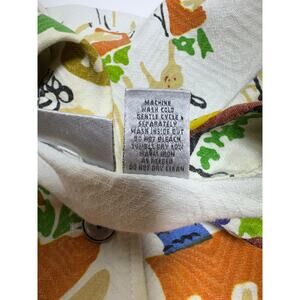 MACHINE
WASH COLD
GENTLE CYCLE &
SEPARATELY
WASH INSIDE OUT
DO NOT BLEACH
TUMBLE DRY LOW
WARM IRON
AS NEEDED
DO NOT DRY CLEAN